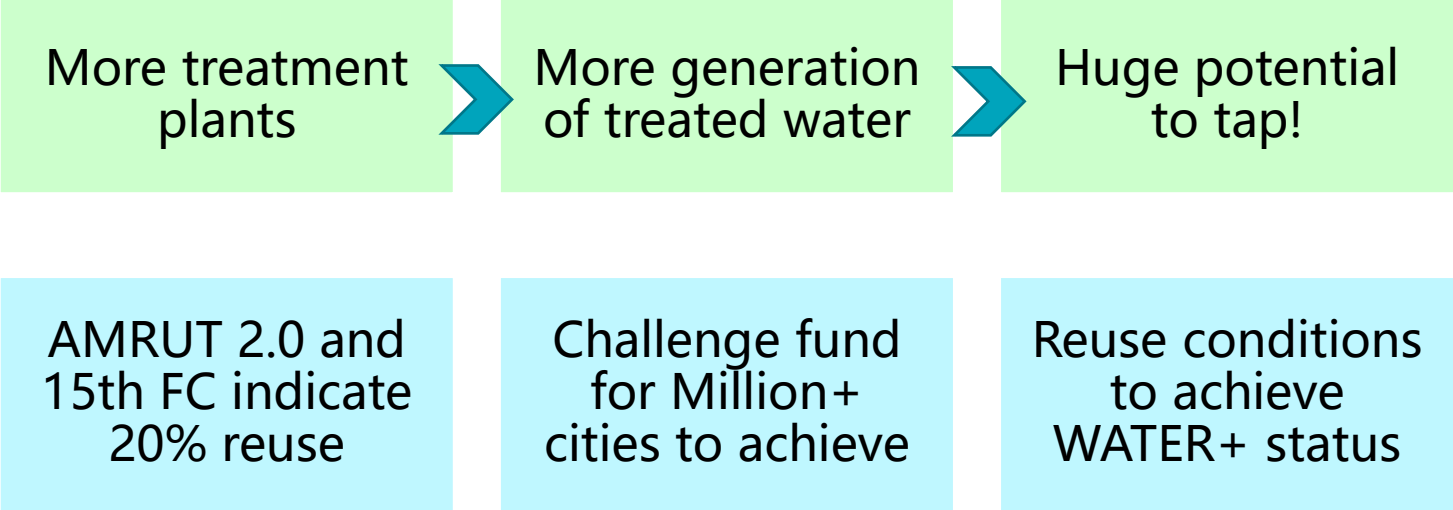 More treatment
plants
More generation
of treated water
Huge potential
to tap!
AMRUT 2.0 and
15th FC indicate
20% reuse
Challenge fund
for Million+
cities to achieve
Reuse conditions
to achieve
WATER+ status